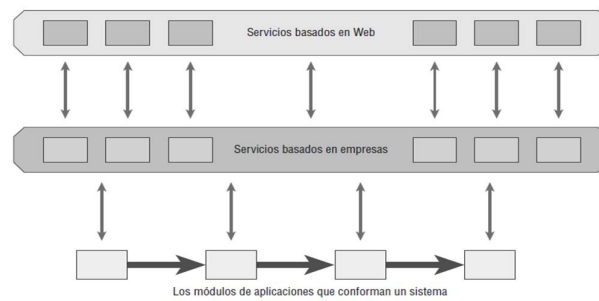 Servicios basados en Web
Servicios basados en empresas
Los módulos de aplicaciones que conforman un sistema